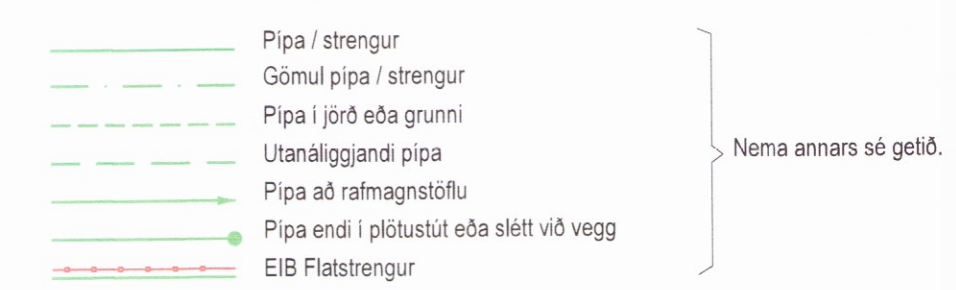 Pípa / strengur
Gömul pípa / strengur
Pípa í jörð eða grunni
Utanáliggjandi pípa
Pípa að rafmagnstöflu
Pípa endi í plötustút eða slétt við vegg
EIB Flatstrengur
Nema annars sé getið.